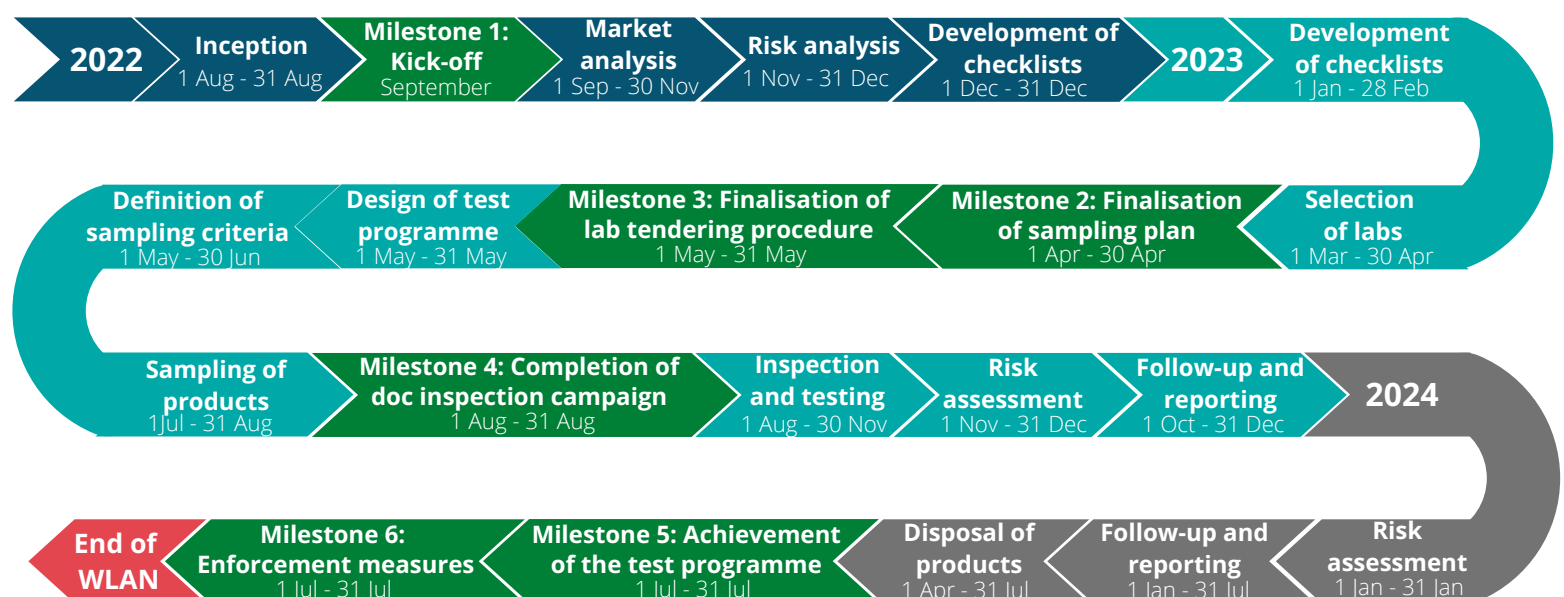 2022
Inception
1 Aug - 31 Aug
Milestone 1:
Kick-off
September
Market
analysis
1 Sep - 30 Nov
Risk analysis
1 Nov - 31 Dec
Development of
checklists
1 Dec - 31 Dec
2023
Development
of checklists
1 Jan - 28 Feb
Selection
of labs
1 Mar - 30 Apr
Milestone 2: Finalisation
of sampling plan
1 Apr - 30 Apr
Milestone 3: Finalisation of
lab tendering procedure
1 May - 31 May
Design of test
programme
1 May - 31 May
Definition of
sampling criteria
1 May - 30 Jun
Sampling of
products
1Jul - 31 Aug
Milestone 4: Completion of
doc inspection campaign
1 Aug - 31 Aug
Inspection
and testing
1 Aug - 30 Nov
Risk
assessment
1 Nov - 31 Dec
Follow-up and
reporting
1 Oct - 31 Dec
2024
Risk
assessment
1 Jan - 31 Jan
Follow-up and
reporting
1 Jan - 31 Jul
Disposal of
products
1 Apr - 31 Jul
Milestone 5: Achievement
of the test programme
1 Jul - 31 Jul
Milestone 6:
Enforcement measures
1 Jul - 31 Jul
End of
WLAN